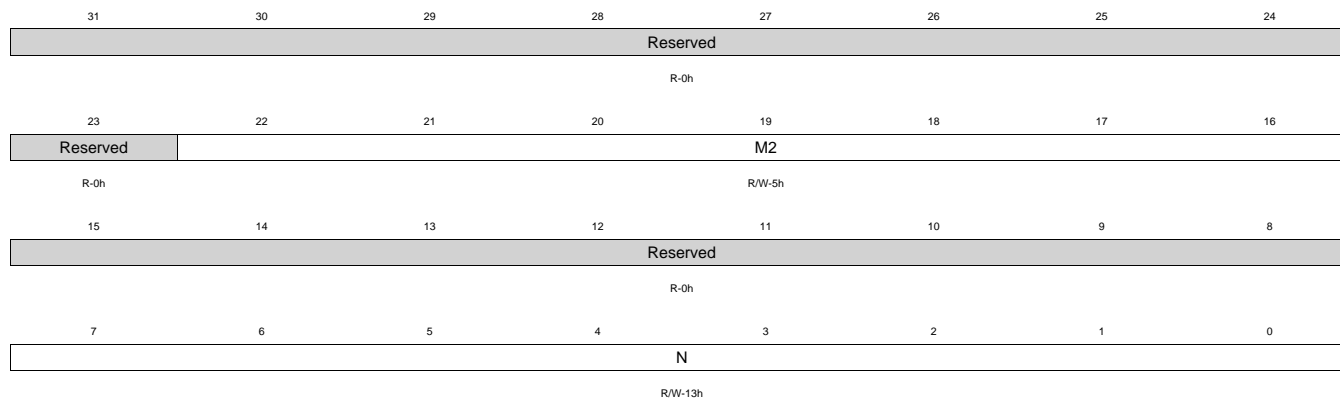 31 30 29 28 27 26 25 24
Reserved
R-0h
23 22 21 20 19 18 17 16
Reserved M2
R-0h R/W-5h
15 14 13 12 11 10 9 8
Reserved
R-0h
7 6 5 4 3 2 1 0
N
R/W-13h